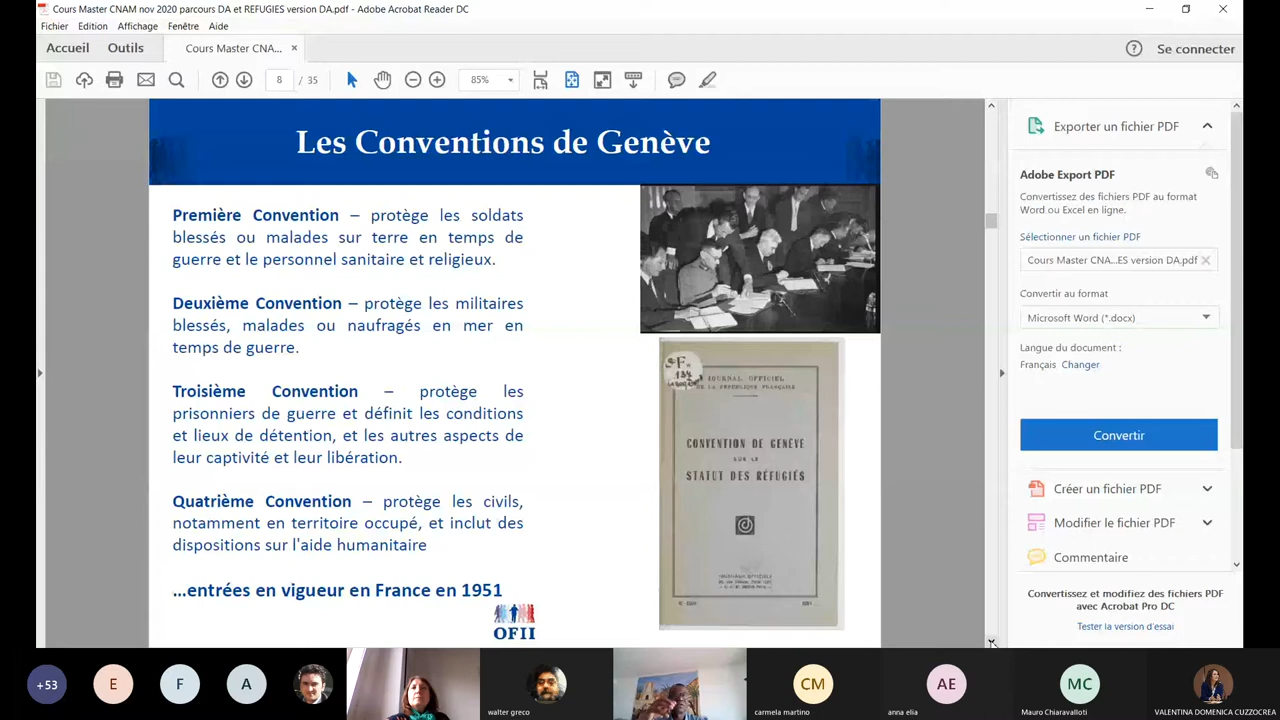 Cours Master CNAM nov 2020 parcours DA et REFUGIES version DA.pdf - Adobe Acrobat Reader DC
Fichier Edition Affichage Fenêtre Aide
Accueil Outils Cours Master CNA... × Se connecter
8 / 35 85%
Les Conventions de Genève
Première Convention – protège les soldats
blessés ou malades sur terre en temps de
guerre et le personnel sanitaire et religieux.
Deuxième Convention – protège les militaires
blessés, malades ou naufragés en mer en
temps de guerre.
Troisième Convention – protège les
prisonniers de guerre et définit les conditions
et lieux de détention, et les autres aspects de
leur captivité et leur libération.
Quatrième Convention – protège les civils,
notamment en territoire occupé, et inclut des
dispositions sur l'aide humanitaire
...entrées en vigueur en France en 1951
OFII
JOURNAL OFFICIEL
DE LA REPUBLIQUE FRANÇAISE
CONVENTION DE GENÈVE
SUR LE
STATUT DES RÉFUGIÉS
Exporter un fichier PDF
Adobe Export PDF
Convertissez des fichiers PDF au format
Word ou Excel en ligne.
Sélectionner un fichier PDF
Cours Master CNA...ES version DA.pdf
Convertir au format
Microsoft Word (*.docx)
Langue du document :
Français Changer
Convertir
Créer un fichier PDF
Modifier le fichier PDF
Commentaire
Convertissez et modifiez des fichiers PDF
avec Acrobat Pro DC
Tester la version d'essai
+53 E F A CM AE MC
walter greco
carmela martino
anna elia
Mauro Chiaravalloti
VALENTINA DOMENICA CUZZOCREA